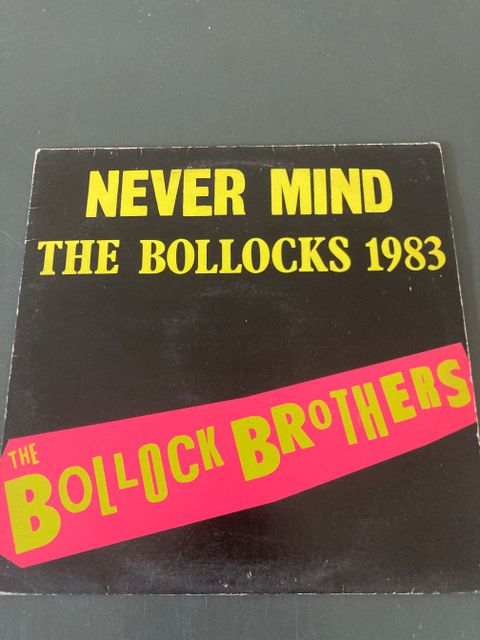 NEVER MIND
THE BOLLOCKS 1983
THE
BOLLOCK BROTHERS